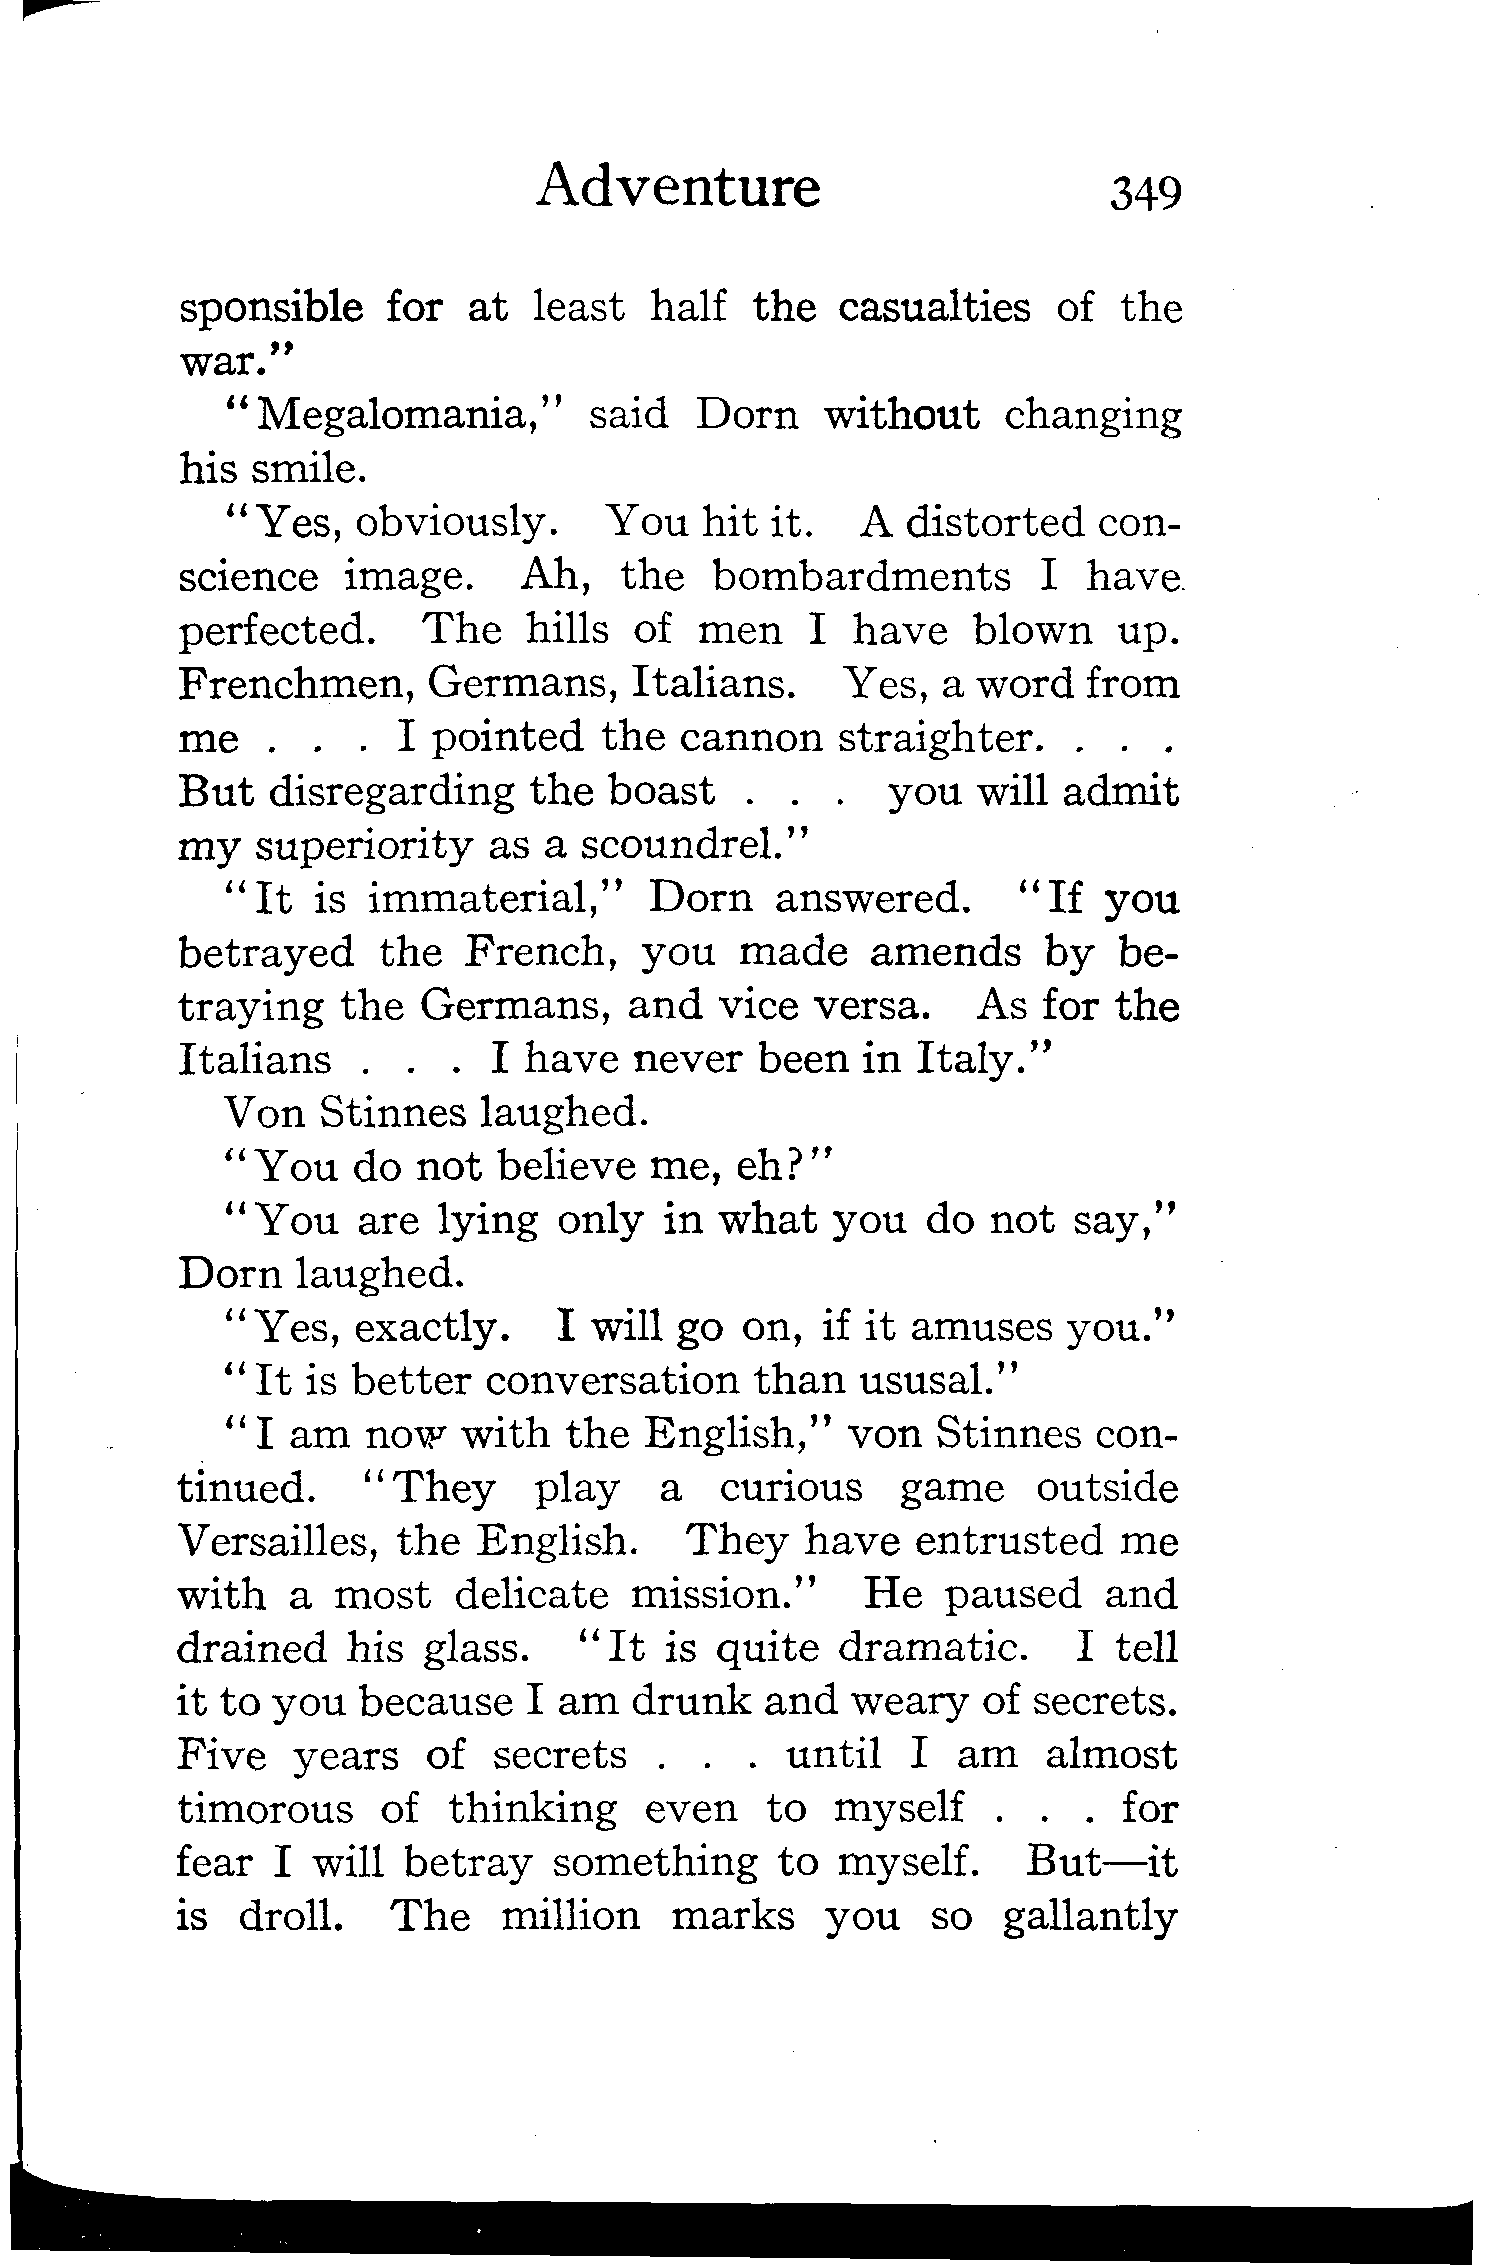 Adventure 349
sponsible for at least half the casualties of the
war."
"Megalomania," said Dorn without changing
his smile.
"Yes, obviously. You hit it. A distorted con-
science image. Ah, the bombardments I have
perfected. The hills of men I have blown up.
Frenchmen, Germans, Italians. Yes, a word from
me . . . I pointed the cannon straighter. . . .
But disregarding the boast . . . you will admit
my superiority as a scoundrel."
"It is immaterial," Dorn answered. "If you
betrayed the French, you made amends by be-
traying the Germans, and vice versa. As for the
Italians . . . I have never been in Italy."
Von Stinnes laughed.
"You do not believe me, eh?"
"You are lying only in what you do not say,"
Dorn laughed.
"Yes, exactly. I will go on, if it amuses you."
"It is better conversation than ususal."
"I am now with the English," von Stinnes con-
tinued. "They play a curious game outside
Versailles, the English. They have entrusted me
with a most delicate mission." He paused and
drained his glass. "It is quite dramatic. I tell
it to you because I am drunk and weary of secrets.
Five years of secrets . . . until I am almost
timorous of thinking even to myself . . . for
fear I will betray something to myself. But—it
is droll. The million marks you so gallantly